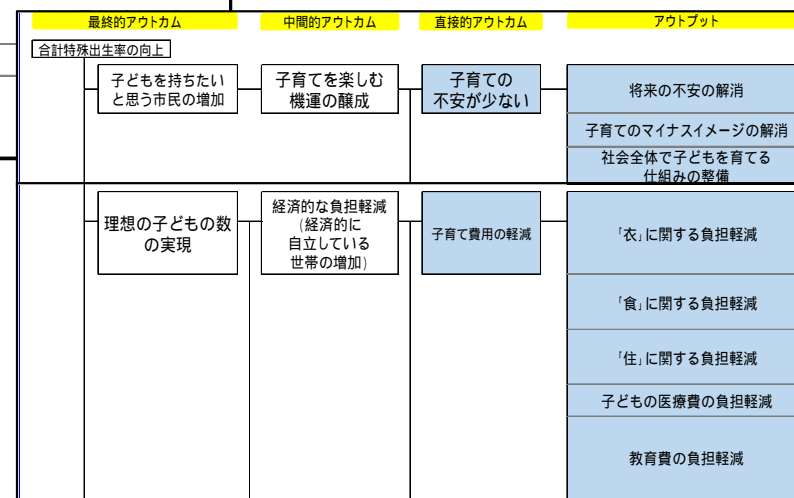 最終的アウトカム
中間的アウトカム
直接的アウトカム
アウトプット
合計特殊出生率の向上
子どもを持ちたい
と思う市民の増加
子育てを楽しむ
機運の醸成
子育ての
不安が少ない
将来の不安の解消
子育てのマイナスイメージの解消
社会全体で子どもを育てる
仕組みの整備
理想の子どもの数
の実現
経済的な負担軽減
(経済的に
自立している
世帯の増加)
子育て費用の軽減
「衣」に関する負担軽減
「食」に関する負担軽減
「住」に関する負担軽減
子どもの医療費の負担軽減
教育費の負担軽減